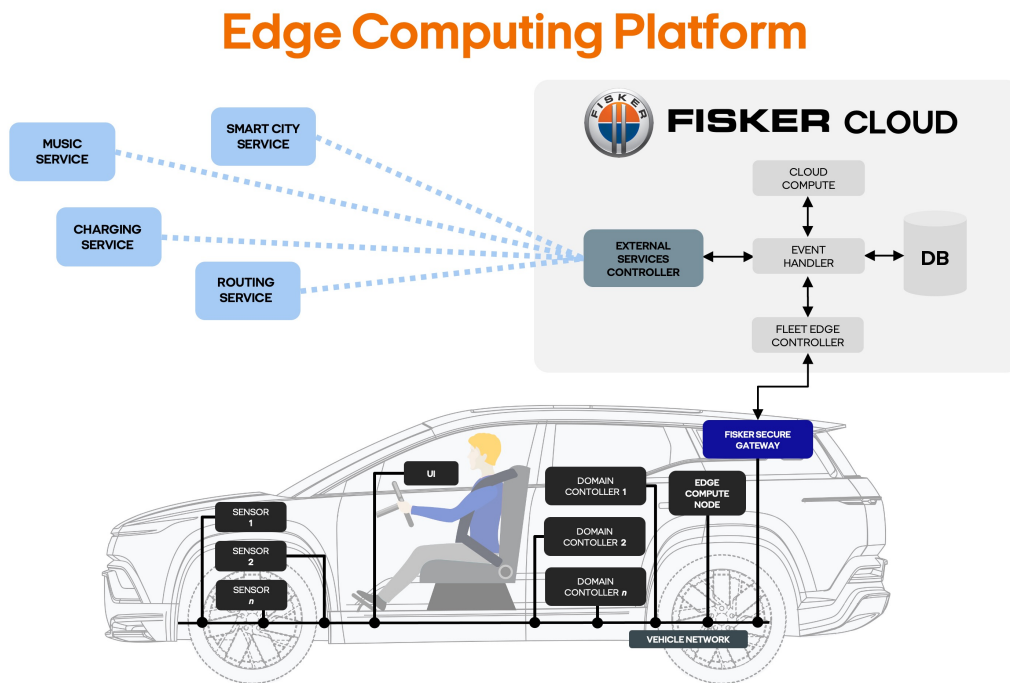 Edge Computing Platform
FISKER
FISKER CLOUD
MUSIC
SERVICE
SMART CITY
SERVICE
CHARGING
SERVICE
ROUTING
SERVICE
EXTERNAL
SERVICES
CONTROLLER
CLOUD
COMPUTE
EVENT
HANDLER
DB
FLEET EDGE
CONTROLLER
FISKER SECURE
GATEWAY
UI
SENSOR
1
SENSOR
2
SENSOR
n
DOMAIN
CONTOLLER 1
DOMAIN
CONTOLLER 2
DOMAIN
CONTOLLER n
EDGE
COMPUTE
NODE
VEHICLE NETWORK